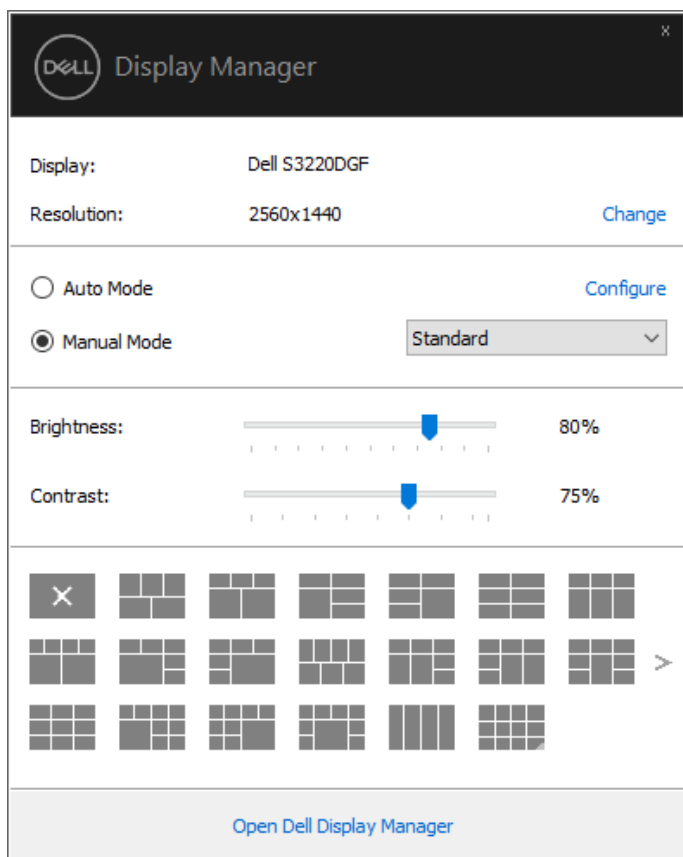 x
DELL Display Manager
Display: Dell S3220DGF
Resolution: 2560x1440 Change
Auto Mode Configure
Manual Mode Standard
Brightness: 80%
Contrast: 75%
Open Dell Display Manager